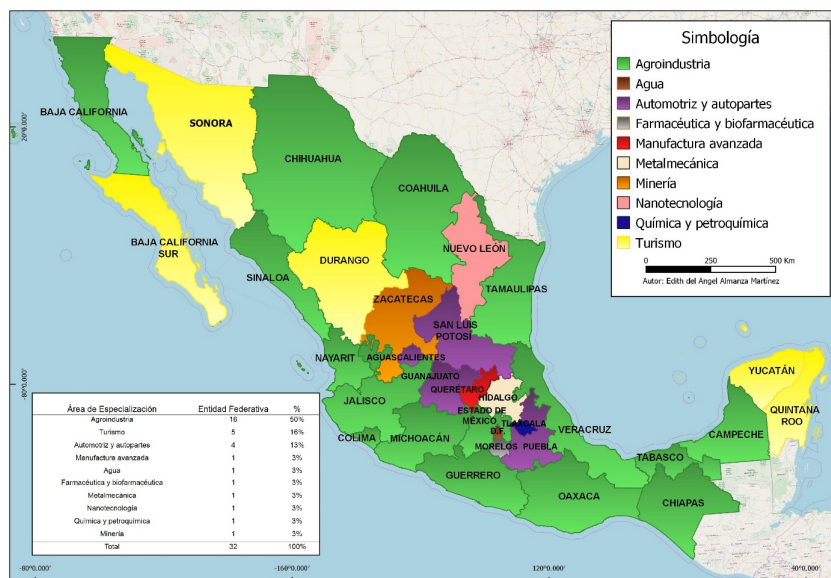 Simbología
Agroindustria
Agua
Automotriz y autopartes
Farmacéutica y biofarmacéutica
Manufactura avanzada
Metalmecánica
Minería
Nanotecnología
Química y petroquímica
Turismo
0 250 500 Km
Autor: Edith del Angel Almanza Martínez
BAJA CALIFORNIA
SONORA
CHIHUAHUA
COAHUILA
BAJA CALIFORNIA
SUR
SINALOA
DURANGO
NUEVO LEÓN
ZACATECAS
TAMAULIPAS
SAN LUIS
POTOSÍ
NAYARIT
AGUASCALIENTES
GUANAJUATO
QUERÉTARO
HIDALGO
JALISCO
ESTADO DE
MÉXICO
D.F.
TLAXCALA
COLIMA
MICHOACÁN
MORELOS
PUEBLA
VERACRUZ
GUERRERO
OAXACA
TABASCO
CHIAPAS
CAMPECHE
YUCATÁN
QUINTANA
ROO
Área de Especialización Entidad Federativa %
Agroindustria 16 50%
Turismo 5 16%
Automotriz y autopartes 4 13%
Manufactura avanzada 1 3%
Agua 1 3%
Farmacéutica y biofarmacéutica 1 3%
Metalmecánica 1 3%
Nanotecnología 1 3%
Química y petroquímica 1 3%
Minería 1 3%
Total 32 100%
120°0.000'